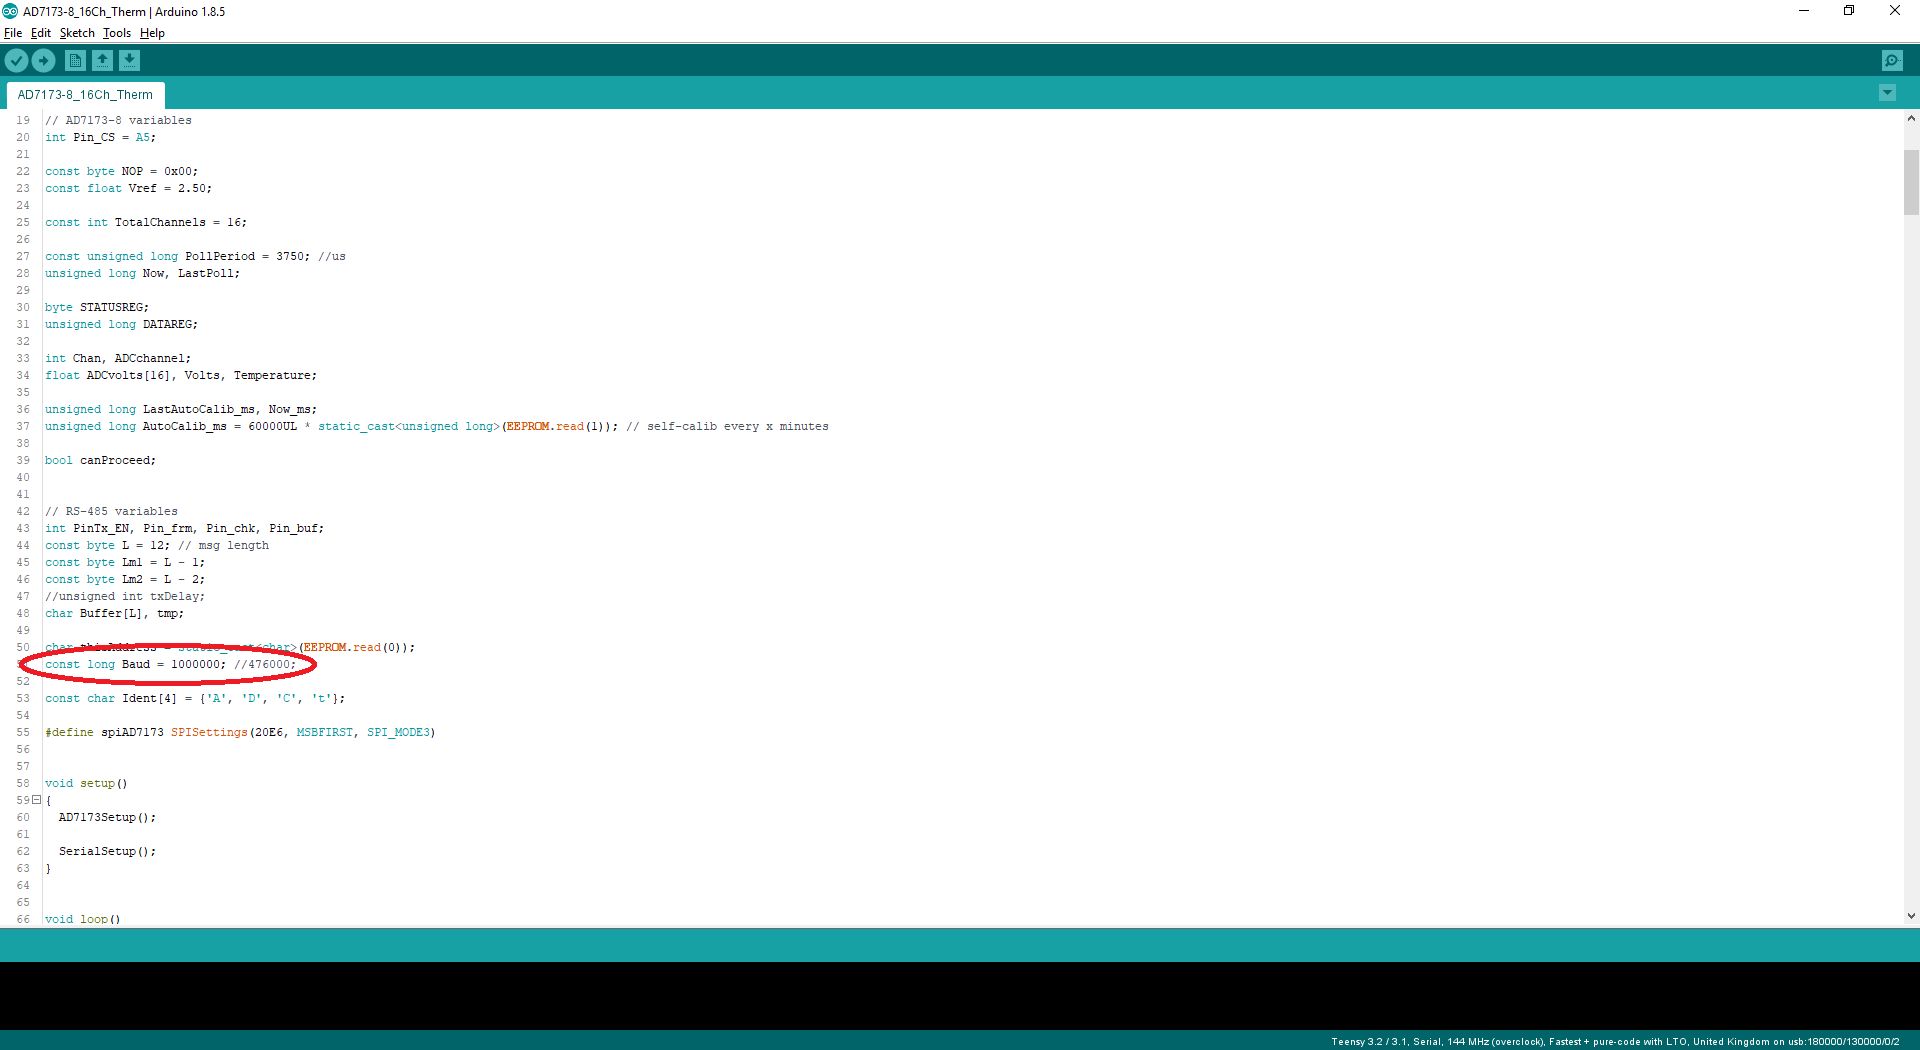 AD7173-8_16Ch_Therm | Arduino 1.8.5
File Edit Sketch Tools Help
AD7173-8_16Ch_Therm
19 // AD7173-8 variables
20 int Pin_CS = A5;
21
22 const byte NOP = 0x00;
23 const float Vref = 2.50;
24
25 const int TotalChannels = 16;
26
27 const unsigned long PollPeriod = 3750; //us
28 unsigned long Now, LastPoll;
29
30 byte STATUSREG;
31 unsigned long DATAREG;
32
33 int Chan, ADCchannel;
34 float ADCvolts[16], Volts, Temperature;
35
36 unsigned long LastAutoCalib_ms, Now_ms;
37 unsigned long AutoCalib_ms = 60000UL * static_cast<unsigned long>(EEPROM.read(1)); // self-calib every x minutes
38
39 bool canProceed;
40
41
42 // RS-485 variables
43 int PinTx_EN, Pin_frm, Pin_chk, Pin_buf;
44 const byte L = 12; // msg length
45 const byte Lm1 = L - 1;
46 const byte Lm2 = L - 2;
47 //unsigned int txDelay;
48 char Buffer[L], tmp;
49
50 char thisAddress = static_cast<char>(EEPROM.read(0));
const long Baud = 1000000; //476000;
52
53 const char Ident[4] = {'A', 'D', 'C', 't'};
54
55 #define spiAD7173 SPISettings(20E6, MSBFIRST, SPI_MODE3)
56
57
58 void setup()
59 {
60 AD7173Setup();
61
62 SerialSetup();
63 }
64
65
66 void loop()
Teensy 3.2 / 3.1, Serial, 144 MHz (overclock), Fastest + pure-code with LTO, United Kingdom on usb:180000/130000/0/2